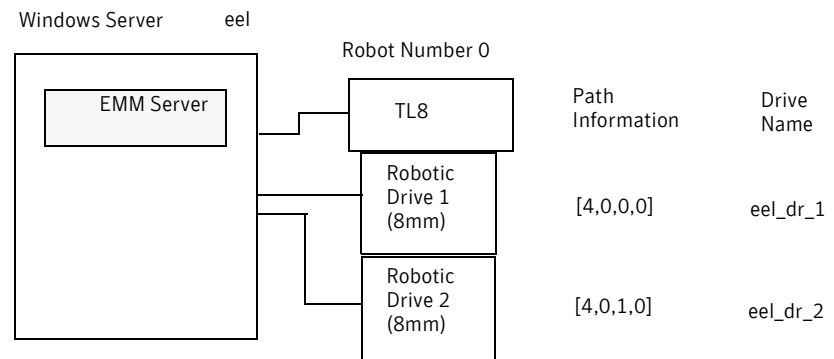 Windows Server eel
Robot Number 0
EMM Server
TL8
Path
Information
Drive
Name
Robotic
Drive 1
(8mm)
[4,0,0,0]
eel_dr_1
Robotic
Drive 2
(8mm)
[4,0,1,0]
eel_dr_2